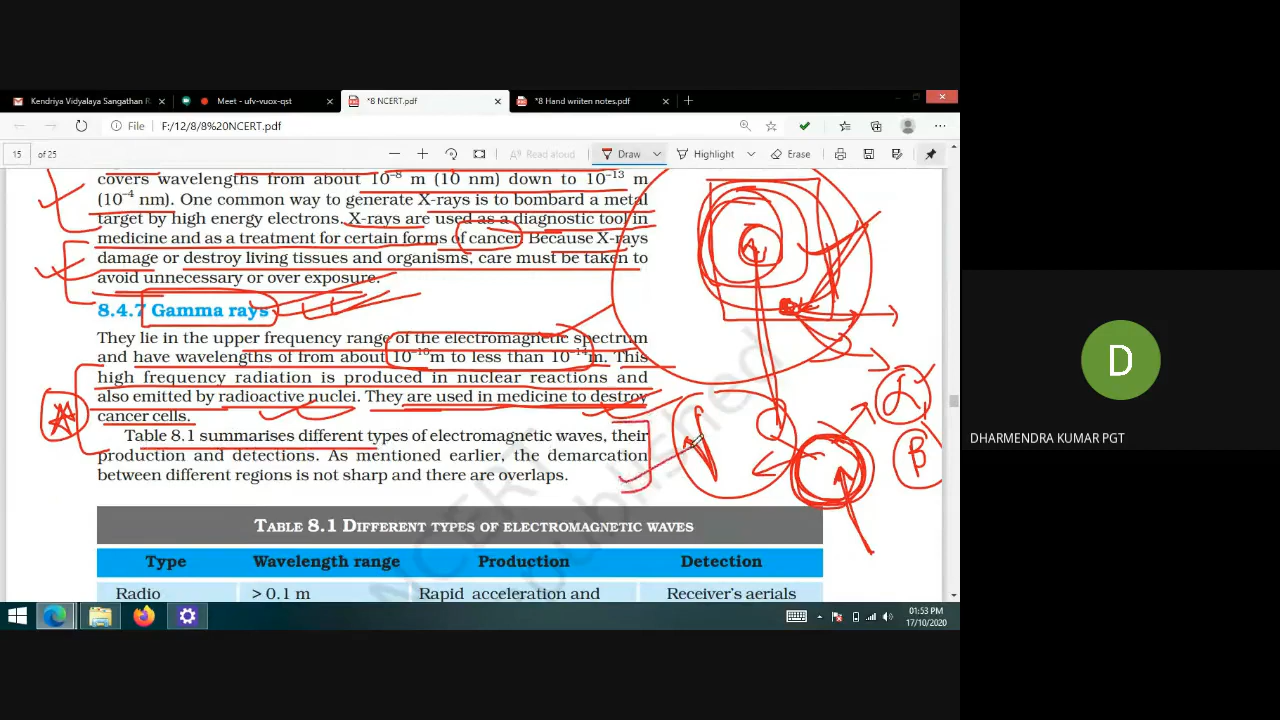 Kendriya Vidyalaya Sangathan R
Meet - ufv-vuox-qst
*8 NCERT.pdf
*8 Hand wriiten notes.pdf
File
F:/12/8/8%20NCERT.pdf
15 of 25
Read aloud
Draw
Highlight
Erase
covers wavelengths from about 10⁻⁸ m (10 nm) down to 10⁻¹³ m
(10⁻⁴ nm). One common way to generate X-rays is to bombard a metal
target by high energy electrons. X-rays are used as a diagnostic tool in
medicine and as a treatment for certain forms of cancer. Because X-rays
damage or destroy living tissues and organisms, care must be taken to
avoid unnecessary or over exposure.
8.4.7 Gamma rays
They lie in the upper frequency range of the electromagnetic spectrum
and have wavelengths of from about 10⁻¹⁰m to less than 10⁻¹⁴m. This
high frequency radiation is produced in nuclear reactions and
also emitted by radioactive nuclei. They are used in medicine to destroy
cancer cells.
Table 8.1 summarises different types of electromagnetic waves, their
production and detections. As mentioned earlier, the demarcation
between different regions is not sharp and there are overlaps.
α
β
NCERT
published
TABLE 8.1 DIFFERENT TYPES OF ELECTROMAGNETIC WAVES
Type Wavelength range Production Detection
Radio > 0.1 m Rapid acceleration and Receiver's aerials
D
DHARMENDRA KUMAR PGT
01:53 PM
17/10/2020